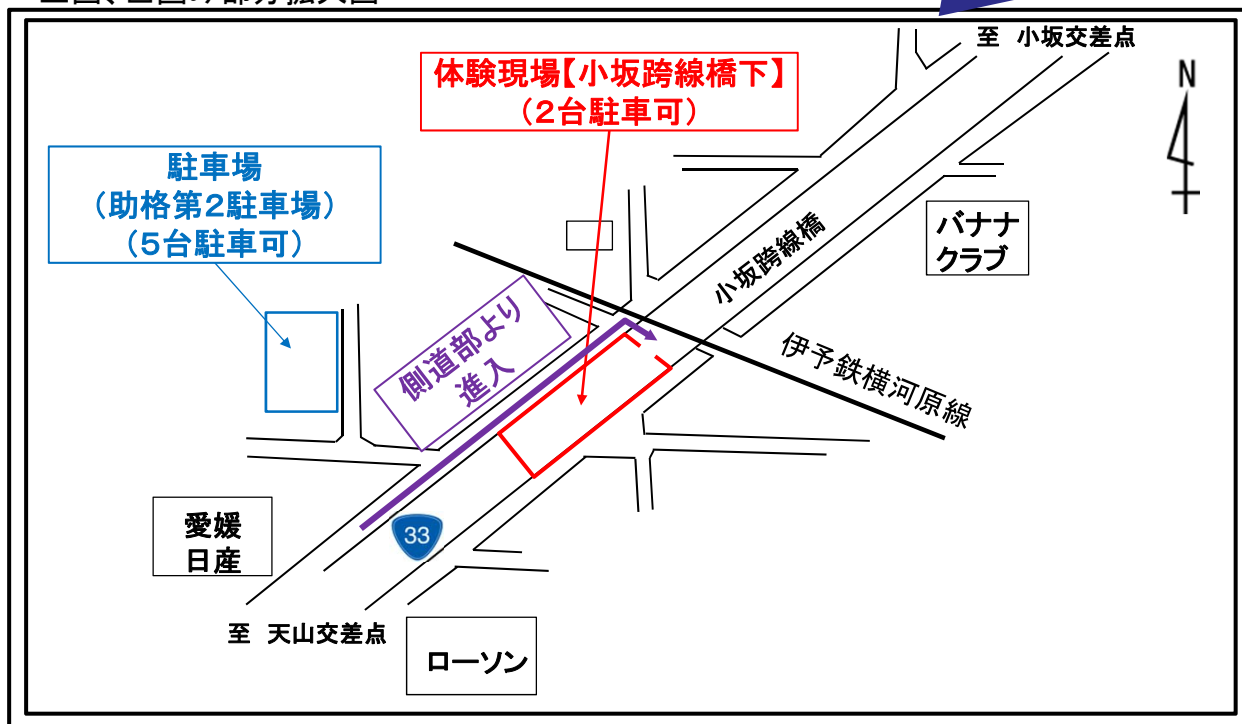 至 小坂交差点
体験現場【小坂跨線橋下】
(2台駐車可)
N
駐車場
(助格第2駐車場)
(5台駐車可)
バナナ
クラブ
小坂跨線橋
側道部より
進入
伊予鉄横河原線
愛媛
日産
33
至 天山交差点
ローソン